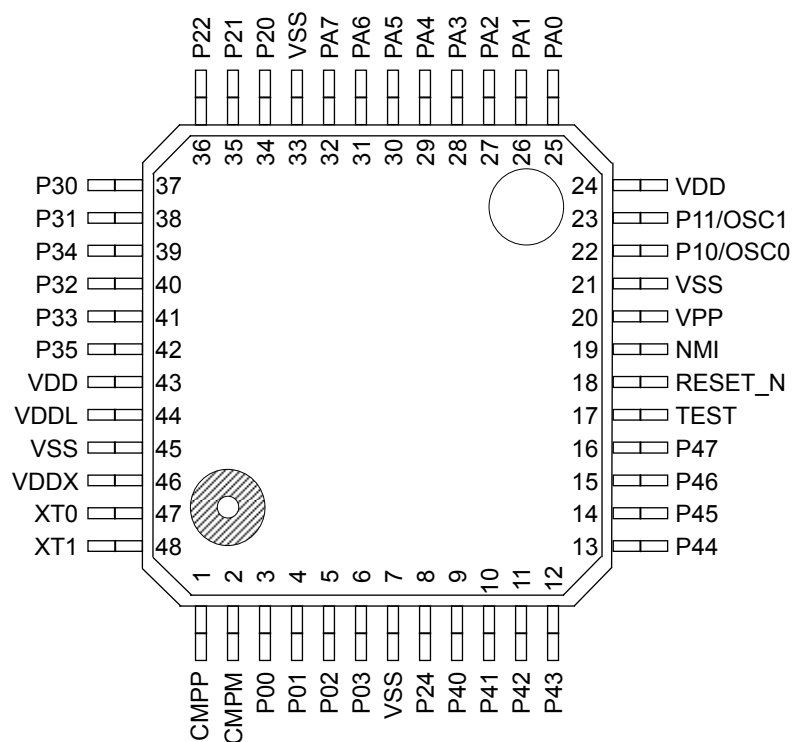 P22 P21 P20 VSS PA7 PA6 PA5 PA4 PA3 PA2 PA1 PA0
36 35 34 33 32 31 30 29 28 27 26 25
P30 37 24 VDD
P31 38 23 P11/OSC1
P34 39 22 P10/OSC0
P32 40 21 VSS
P33 41 20 VPP
P35 42 19 NMI
VDD 43 18 RESET_N
VDDL 44 17 TEST
VSS 45 16 P47
VDDX 46 15 P46
XT0 47 14 P45
XT1 48 13 P44
1 2 3 4 5 6 7 8 9 10 11 12
CMPP CMPM P00 P01 P02 P03 VSS P24 P40 P41 P42 P43